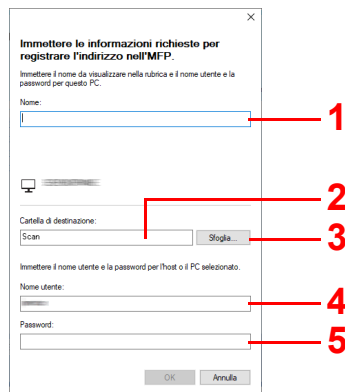 Immettere le informazioni richieste per
registrare l'indirizzo nell'MFP.
Immettere il nome da visualizzare nella rubrica e il nome utente e la
password per questo PC.
Nome:
1
2
Cartella di destinazione:
Scan
Sfoglia...
3
Immettere il nome utente e la password per l'host o il PC selezionato.
Nome utente:
4
Password:
5
OK
Annulla